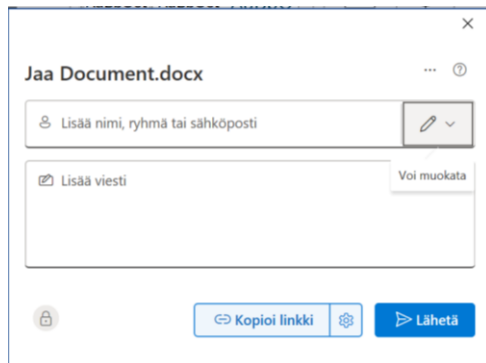 Jaa Document.docx
Lisää nimi, ryhmä tai sähköposti
Voi muokata
Lisää viesti
Kopioi linkki
Lähetä